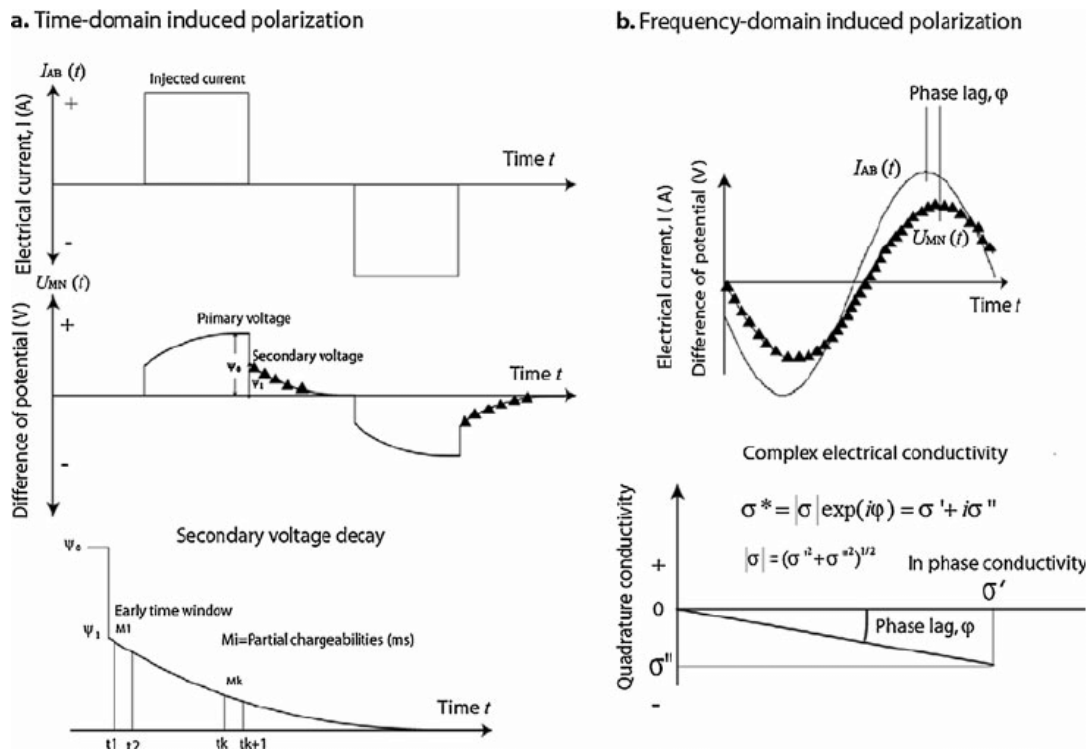 a. Time-domain induced polarization
IAB (t)
Injected current
+
Electrical current, I (A)
Time t
-
UMN (t)
+
Primary voltage
Secondary voltage
Ψ0
Ψ1
Difference of potential (V)
Time t
-
Secondary voltage decay
Ψ0
Early time window
Ψ1
M1
Mi=Partial chargeabilities (ms)
Mk
Time t
t1
t2
tk
tk+1
b. Frequency-domain induced polarization
Phase lag, φ
IAB (t)
Electrical current, I (A)
Difference of potential (V)
UMN (t)
Time t
Complex electrical conductivity
σ* = |σ| exp(iφ) = σ' + iσ"
|σ| = (σ'² + σ"²)1/2
In phase conductivity
σ'
+
0
Phase lag, φ
σ"
Quadrature conductivity
-